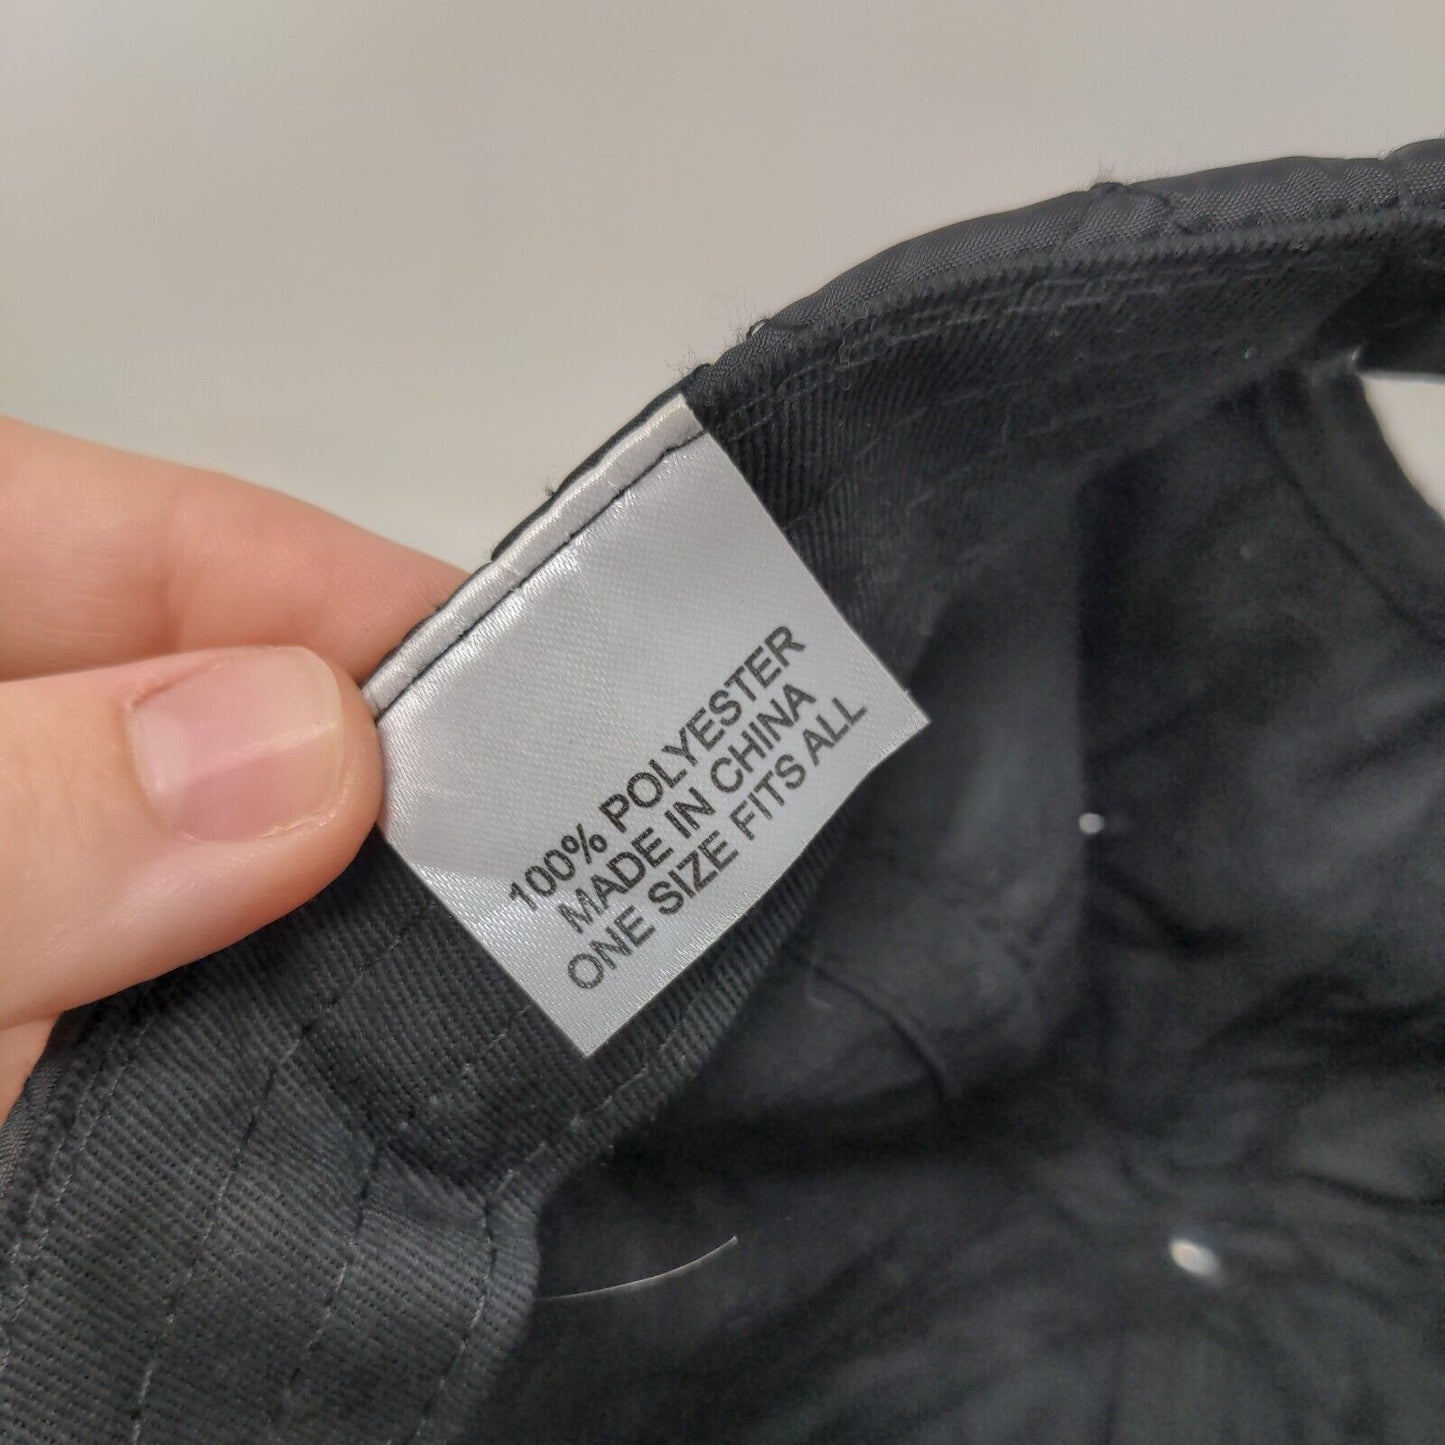 100% POLYESTER
MADE IN CHINA
ONE SIZE FITS ALL